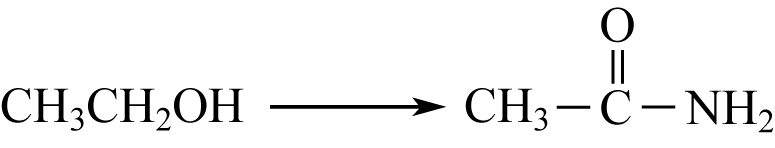 O
CH₃CH₂OH → CH₃—C—NH₂